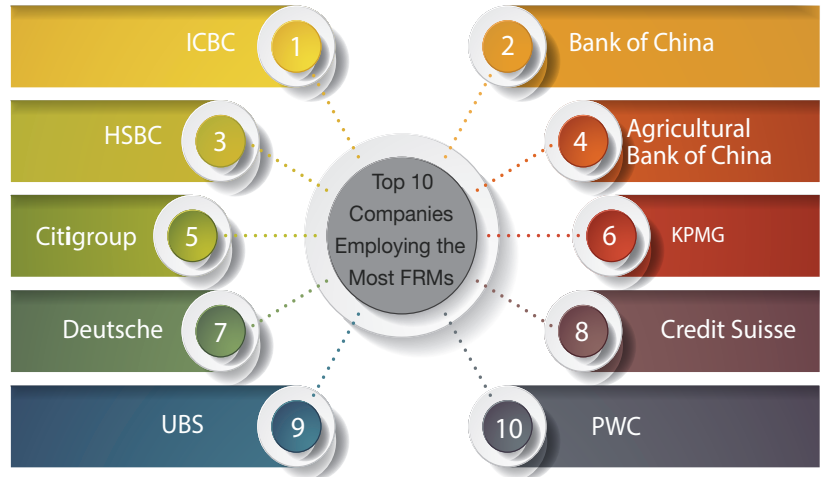 ICBC
1
2
Bank of China
HSBC
3
4
Agricultural
Bank of China
Top 10
Companies
Employing the
Most FRMs
Citigroup
5
6
KPMG
Deutsche
7
8
Credit Suisse
UBS
9
10
PWC